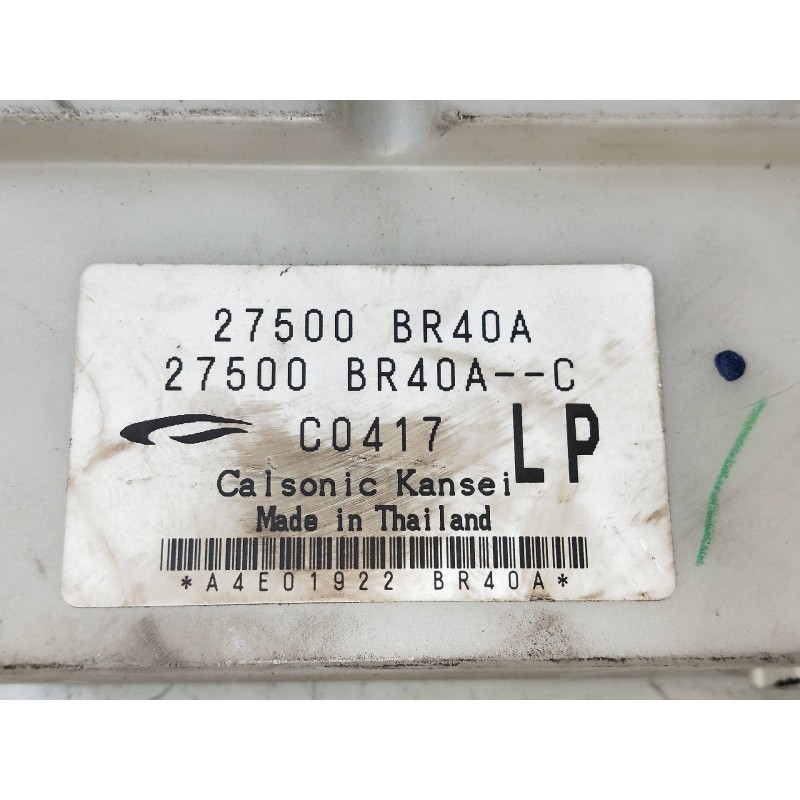 27500 BR40A
27500 BR40A--C
C0417 LP
Calsonic Kansei
Made in Thailand
*A4E01922 BR40A*